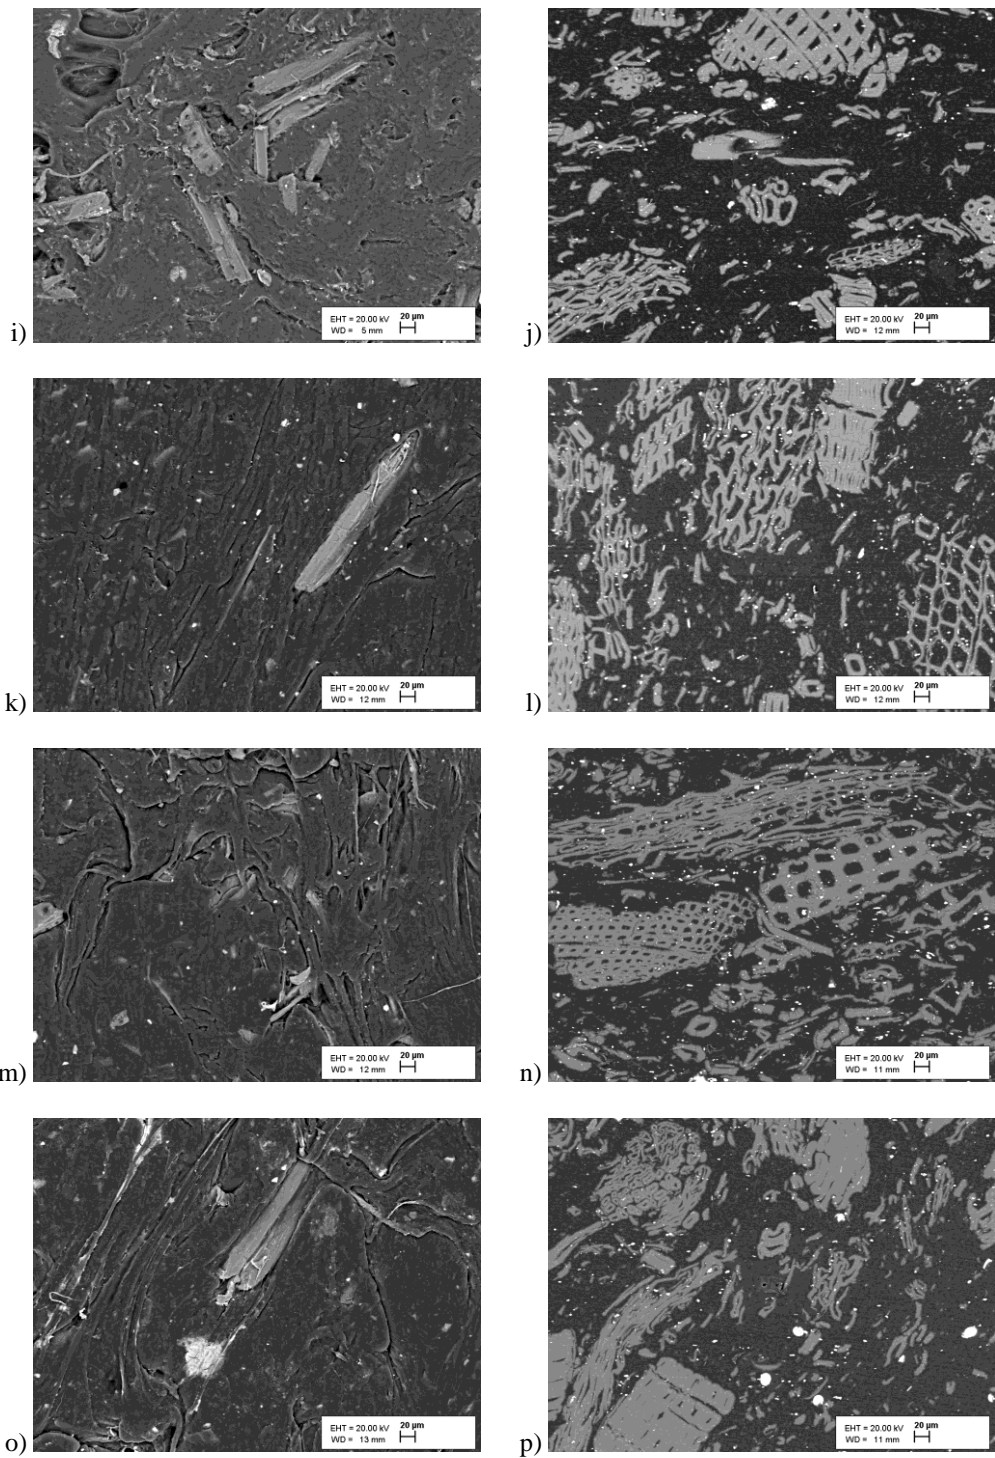 i)
EHT = 20.00 kV 20 µm
WD = 5 mm
j)
EHT = 20.00 kV 20 µm
WD = 12 mm
k)
EHT = 20.00 kV 20 µm
WD = 12 mm
l)
EHT = 20.00 kV 20 µm
WD = 12 mm
m)
EHT = 20.00 kV 20 µm
WD = 12 mm
n)
EHT = 20.00 kV 20 µm
WD = 11 mm
o)
EHT = 20.00 kV 20 µm
WD = 13 mm
p)
EHT = 20.00 kV 20 µm
WD = 11 mm